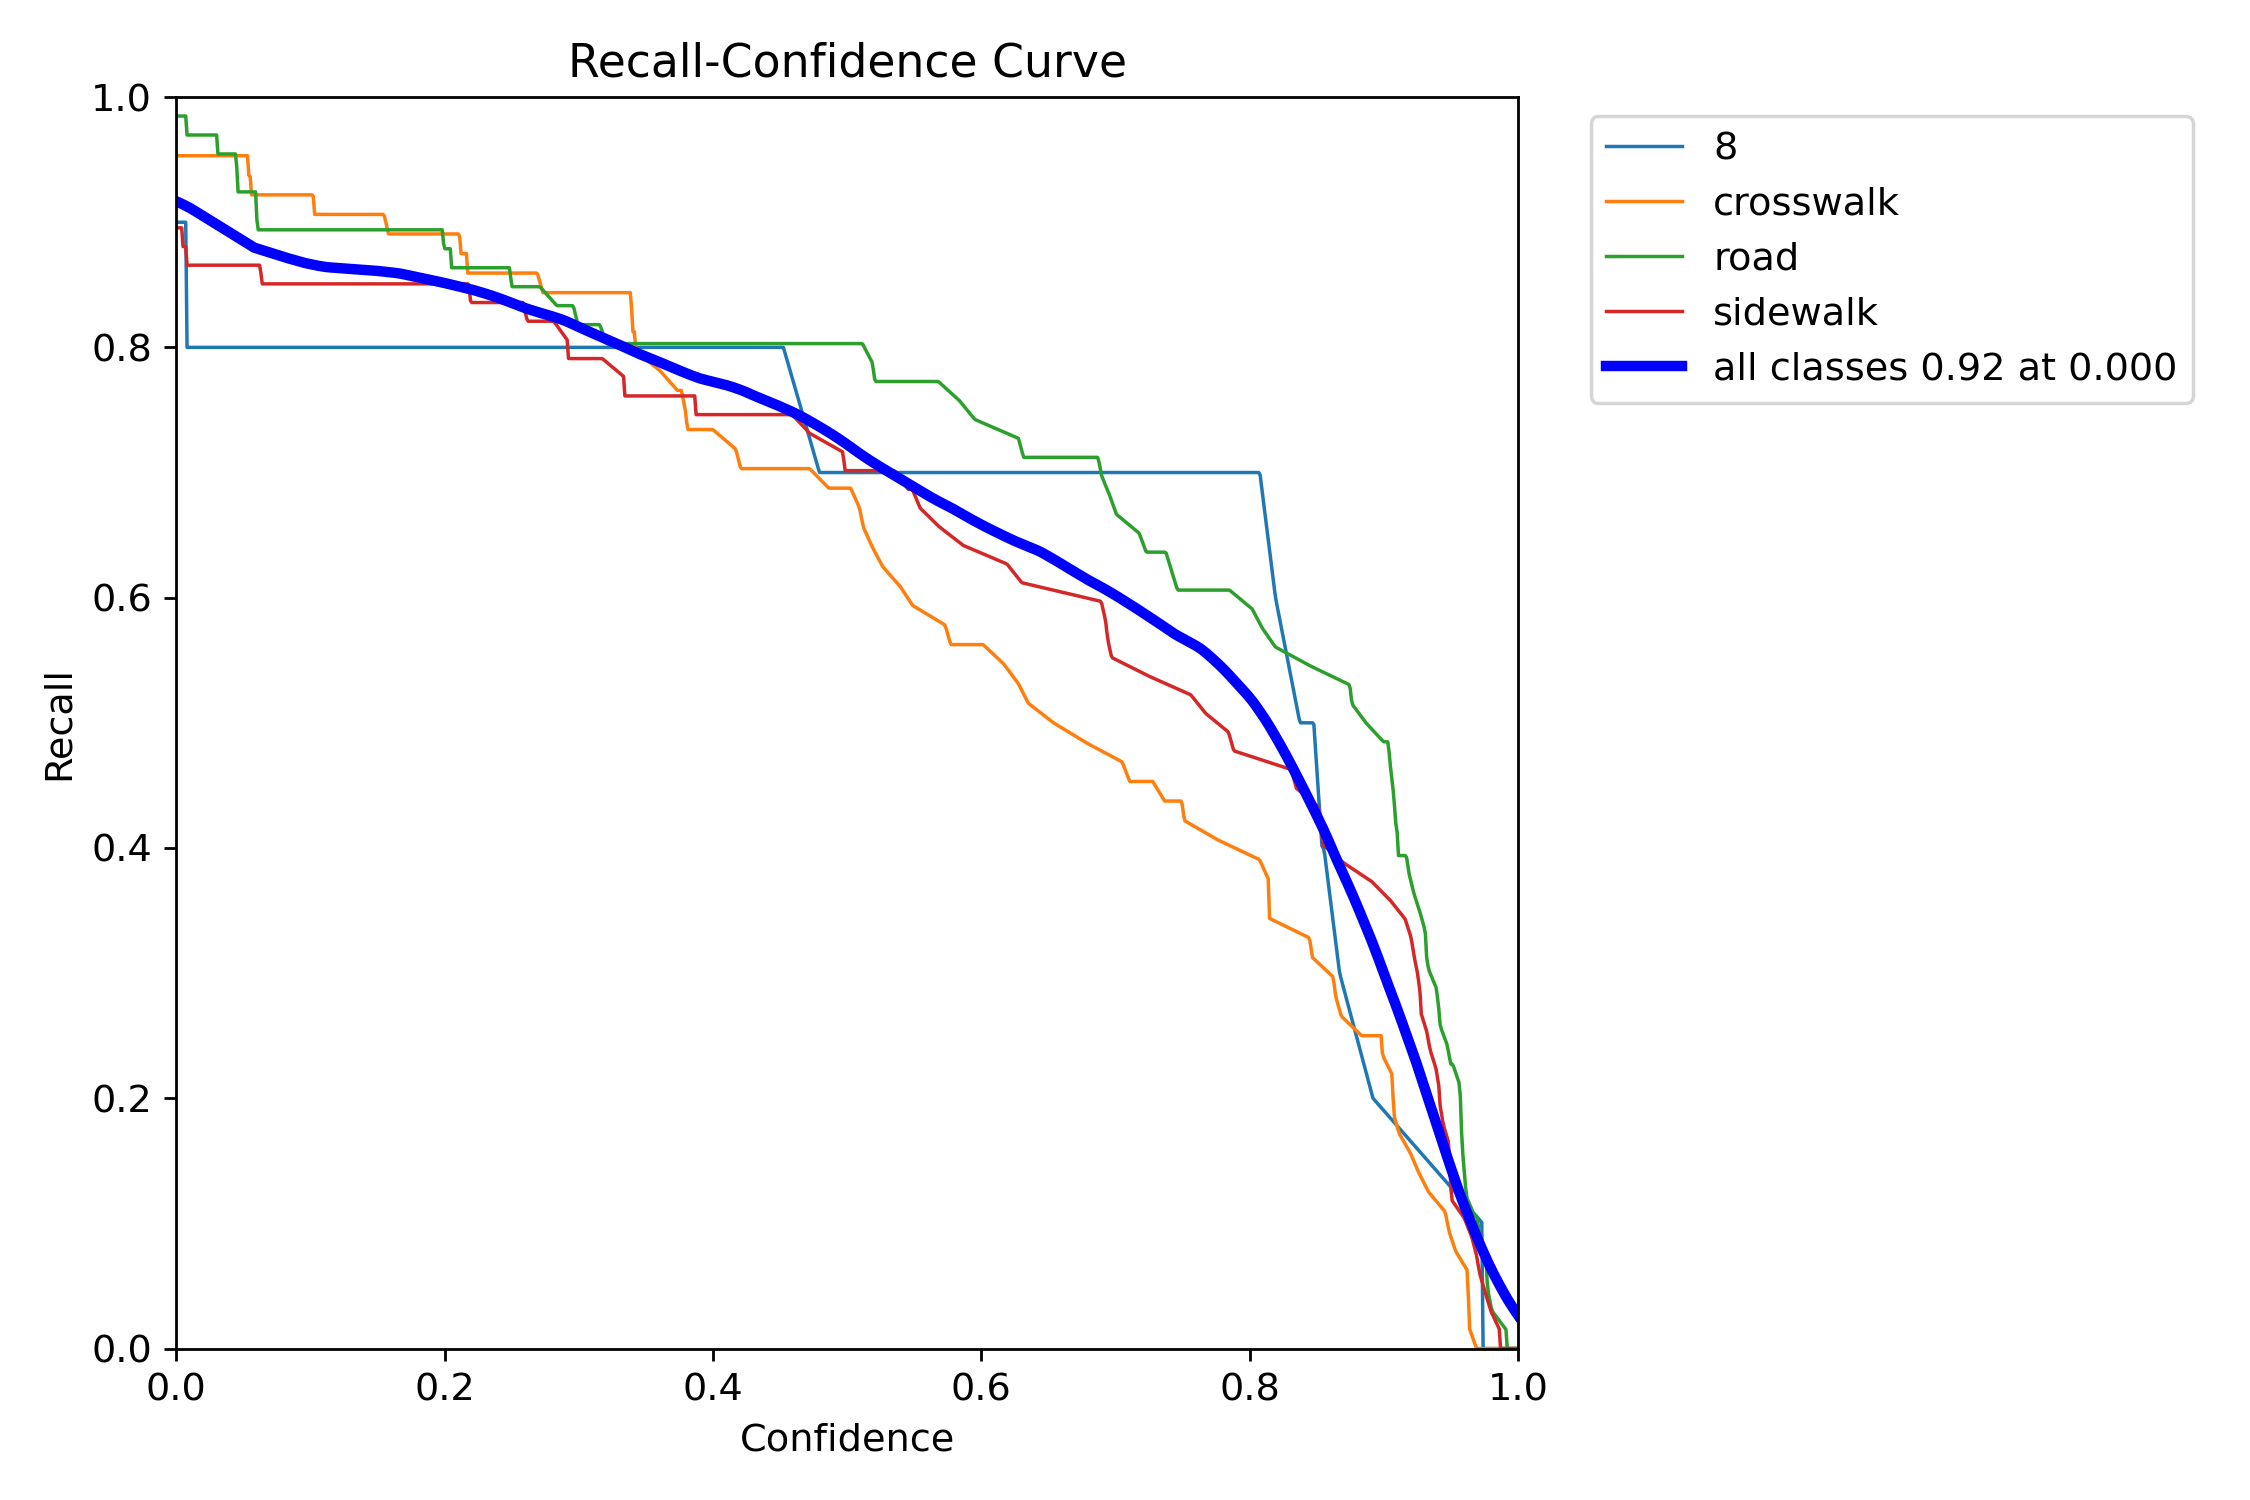 Recall-Confidence Curve
1.0
0.8
0.6
0.4
0.2
0.0
Recall
0.0 0.2 0.4 0.6 0.8 1.0
Confidence
8
crosswalk
road
sidewalk
all classes 0.92 at 0.000